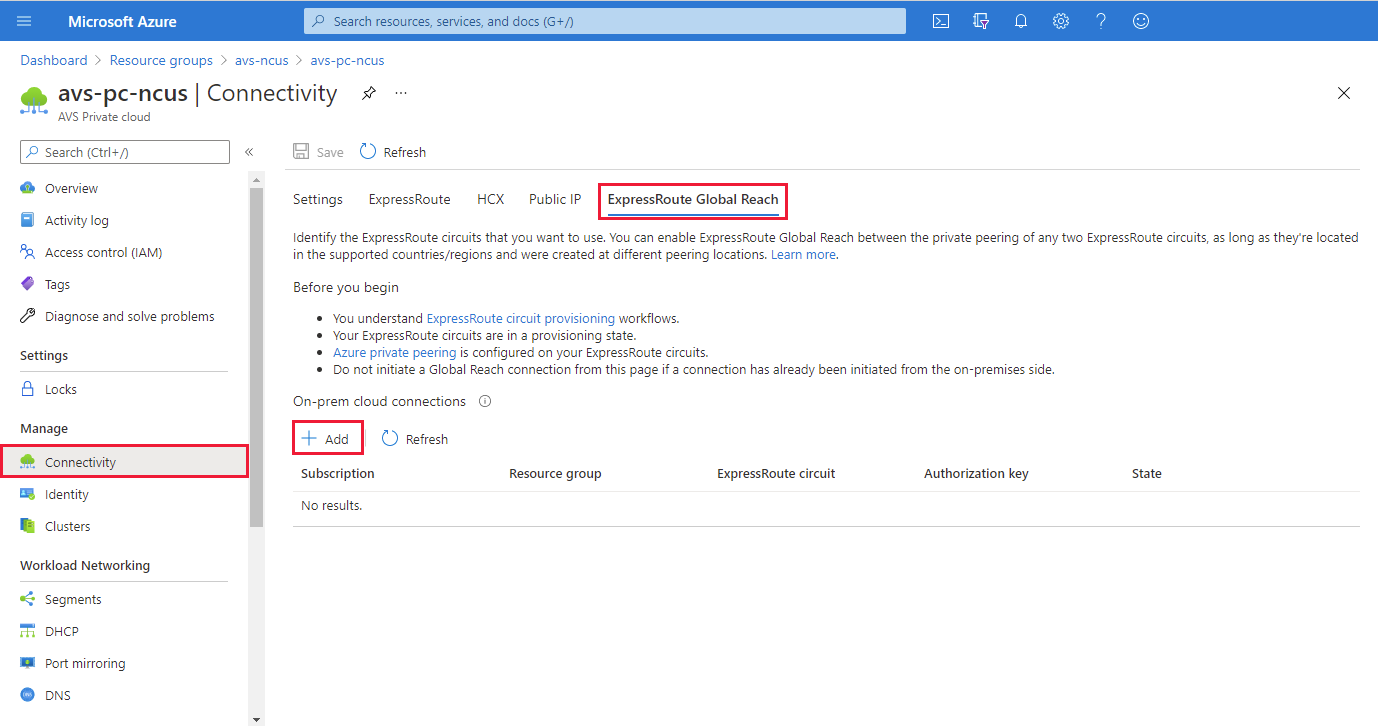 Microsoft Azure
Search resources, services, and docs (G+/)
Dashboard > Resource groups > avs-ncus > avs-pc-ncus
avs-pc-ncus | Connectivity
AVS Private cloud
Search (Ctrl+/)
Overview
Activity log
Access control (IAM)
Tags
Diagnose and solve problems
Settings
Locks
Manage
Connectivity
Identity
Clusters
Workload Networking
Segments
DHCP
Port mirroring
DNS
Save
Refresh
Settings
ExpressRoute
HCX
Public IP
ExpressRoute Global Reach
Identify the ExpressRoute circuits that you want to use. You can enable ExpressRoute Global Reach between the private peering of any two ExpressRoute circuits, as long as they're located
in the supported countries/regions and were created at different peering locations. Learn more.
Before you begin
• You understand ExpressRoute circuit provisioning workflows.
• Your ExpressRoute circuits are in a provisioning state.
• Azure private peering is configured on your ExpressRoute circuits.
• Do not initiate a Global Reach connection from this page if a connection has already been initiated from the on-premises side.
On-prem cloud connections
Add
Refresh
Subscription
Resource group
ExpressRoute circuit
Authorization key
State
No results.